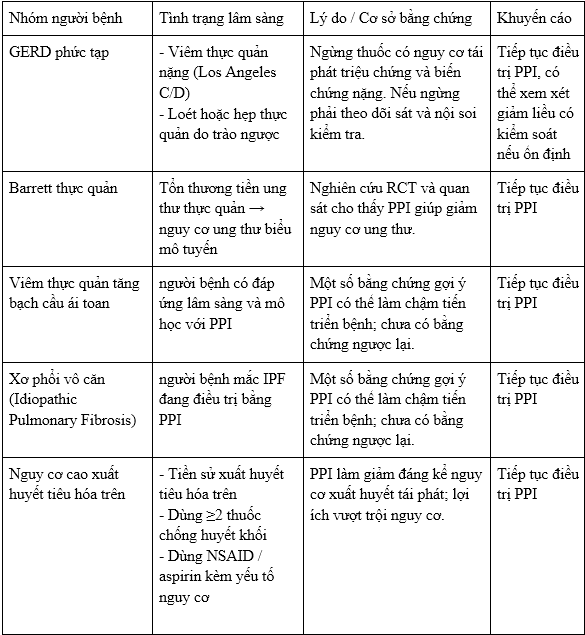 Nhóm người bệnh
Tình trạng lâm sàng
Lý do / Cơ sở bằng chứng
Khuyến cáo
GERD phức tạp
- Viêm thực quản
nặng (Los Angeles
C/D)
- Loét hoặc hẹp thực
quản do trào ngược
Ngừng thuốc có nguy cơ tái
phát triệu chứng và biến
chứng nặng. Nếu ngừng
phải theo dõi sát và nội soi
kiểm tra.
Tiếp tục điều
trị PPI, có
thể xem xét
giảm liều có
kiểm soát
nếu ổn định
Barrett thực quản
Tổn thương tiền ung
thư thực quản →
nguy cơ ung thư biểu
mô tuyến
Nghiên cứu RCT và quan
sát cho thấy PPI giúp giảm
nguy cơ ung thư.
Tiếp tục điều
trị PPI
Viêm thực quản tăng
bạch cầu ái toan
người bệnh có đáp
ứng lâm sàng và mô
học với PPI
Một số bằng chứng gợi ý
PPI có thể làm chậm tiến
triển bệnh; chưa có bằng
chứng ngược lại.
Tiếp tục điều
trị PPI
Xơ phổi vô căn
(Idiopathic
Pulmonary Fibrosis)
người bệnh mắc IPF
đang điều trị bằng
PPI
Một số bằng chứng gợi ý
PPI có thể làm chậm tiến
triển bệnh; chưa có bằng
chứng ngược lại.
Tiếp tục điều
trị PPI
Nguy cơ cao xuất
huyết tiêu hóa trên
- Tiền sử xuất huyết
tiêu hóa trên
- Dùng ≥2 thuốc
chống huyết khối
- Dùng NSAID /
aspirin kèm yếu tố
nguy cơ
PPI làm giảm đáng kể nguy
cơ xuất huyết tái phát; lợi
ích vượt trội nguy cơ.
Tiếp tục điều
trị PPI